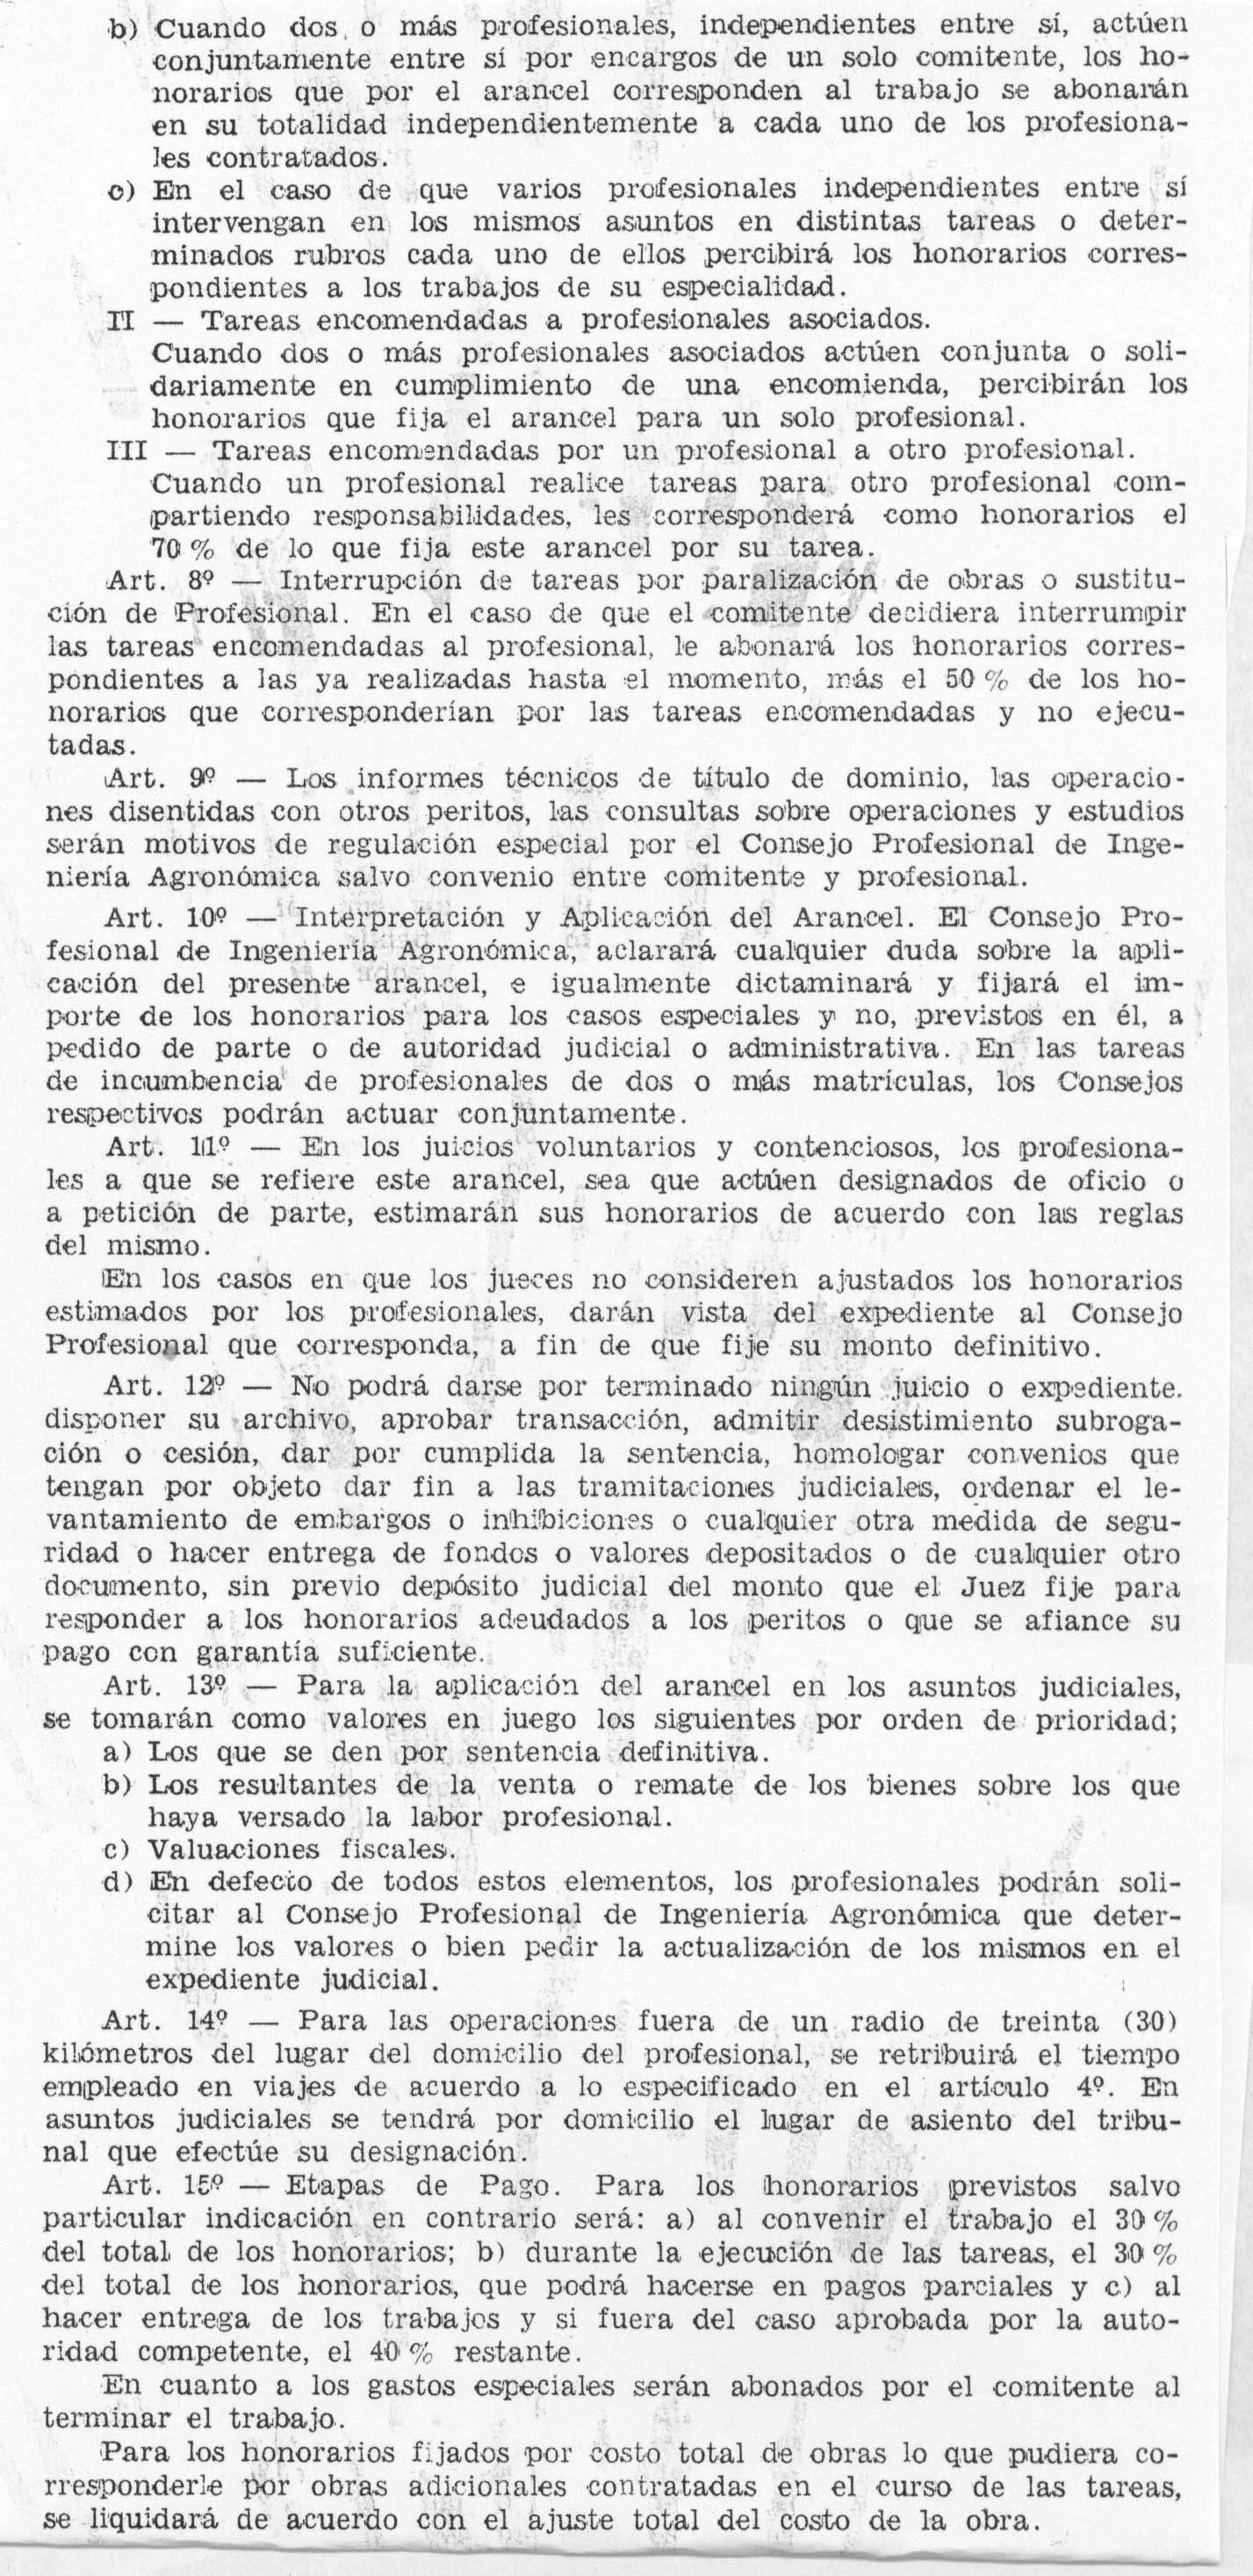 b) Cuando dos o más profesionales, independientes entre sí, actúen
conjuntamente entre sí por encargos de un solo comitente, los ho-
norarios que por el arancel corresponden al trabajo se abonarán
en su totalidad independientemente a cada uno de los profesiona-
les contratados.
c) En el caso de que varios profesionales independientes entre sí
intervengan en los mismos asuntos en distintas tareas o deter-
minados rubros cada uno de ellos percibirá los honorarios corres-
pondientes a los trabajos de su especialidad.
II — Tareas encomendadas a profesionales asociados.
Cuando dos o más profesionales asociados actúen conjunta o soli-
dariamente en cumplimiento de una encomienda, percibirán los
honorarios que fija el arancel para un solo profesional.
III — Tareas encomendadas por un profesional a otro profesional.
Cuando un profesional realice tareas para otro profesional com-
partiendo responsabilidades, les corresponderá como honorarios el
70 % de lo que fija este arancel por su tarea.
Art. 8º — Interrupción de tareas por paralización de obras o sustitu-
ción de Profesional. En el caso de que el comitente decidiera interrumpir
las tareas encomendadas al profesional, le abonará los honorarios corres-
pondientes a las ya realizadas hasta el momento, más el 50 % de los ho-
norarios que corresponderían por las tareas encomendadas y no ejecu-
tadas.
Art. 9º — Los informes técnicos de título de dominio, las operacio-
nes disentidas con otros peritos, las consultas sobre operaciones y estudios
serán motivos de regulación especial por el Consejo Profesional de Inge-
niería Agronómica salvo convenio entre comitente y profesional.
Art. 10º — Interpretación y Aplicación del Arancel. El Consejo Pro-
fesional de Ingeniería Agronómica, aclarará cualquier duda sobre la apli-
cación del presente arancel, e igualmente dictaminará y fijará el im-
porte de los honorarios para los casos especiales y no, previstos en él, a
pedido de parte o de autoridad judicial o administrativa. En las tareas
de incumbencia de profesionales de dos o más matrículas, los Consejos
respectivos podrán actuar conjuntamente.
Art. 11º — En los juicios voluntarios y contenciosos, los profesiona-
les a que se refiere este arancel, sea que actúen designados de oficio o
a petición de parte, estimarán sus honorarios de acuerdo con las reglas
del mismo.
En los casos en que los jueces no consideren ajustados los honorarios
estimados por los profesionales, darán vista del expediente al Consejo
Profesional que corresponda, a fin de que fije su monto definitivo.
Art. 12º — No podrá darse por terminado ningún juicio o expediente.
disponer su archivo, aprobar transacción, admitir desistimiento subroga-
ción o cesión, dar por cumplida la sentencia, homologar convenios que
tengan por objeto dar fin a las tramitaciones judiciales, ordenar el le-
vantamiento de embargos o inhibiciones o cualquier otra medida de segu-
ridad o hacer entrega de fondos o valores depositados o de cualquier otro
documento, sin previo depósito judicial del monto que el Juez fije para
responder a los honorarios adeudados a los peritos o que se afiance su
pago con garantía suficiente.
Art. 13º — Para la aplicación del arancel en los asuntos judiciales,
se tomarán como valores en juego los siguientes por orden de prioridad;
a) Los que se den por sentencia definitiva.
b) Los resultantes de la venta o remate de los bienes sobre los que
haya versado la labor profesional.
c) Valuaciones fiscales.
d) En defecto de todos estos elementos, los profesionales podrán soli-
citar al Consejo Profesional de Ingeniería Agronómica que deter-
mine los valores o bien pedir la actualización de los mismos en el
expediente judicial.
Art. 14º — Para las operaciones fuera de un radio de treinta (30)
kilómetros del lugar del domicilio del profesional, se retribuirá el tiempo
empleado en viajes de acuerdo a lo especificado en el artículo 4º. En
asuntos judiciales se tendrá por domicilio el lugar de asiento del tribu-
nal que efectúe su designación.
Art. 15º — Etapas de Pago. Para los honorarios previstos salvo
particular indicación en contrario será: a) al convenir el trabajo el 30 %
del total de los honorarios; b) durante la ejecución de las tareas, el 30 %
del total de los honorarios, que podrá hacerse en pagos parciales y c) al
hacer entrega de los trabajos y si fuera del caso aprobada por la auto-
ridad competente, el 40 % restante.
En cuanto a los gastos especiales serán abonados por el comitente al
terminar el trabajo.
Para los honorarios fijados por costo total de obras lo que pudiera co-
rresponderle por obras adicionales contratadas en el curso de las tareas,
se liquidará de acuerdo con el ajuste total del costo de la obra.